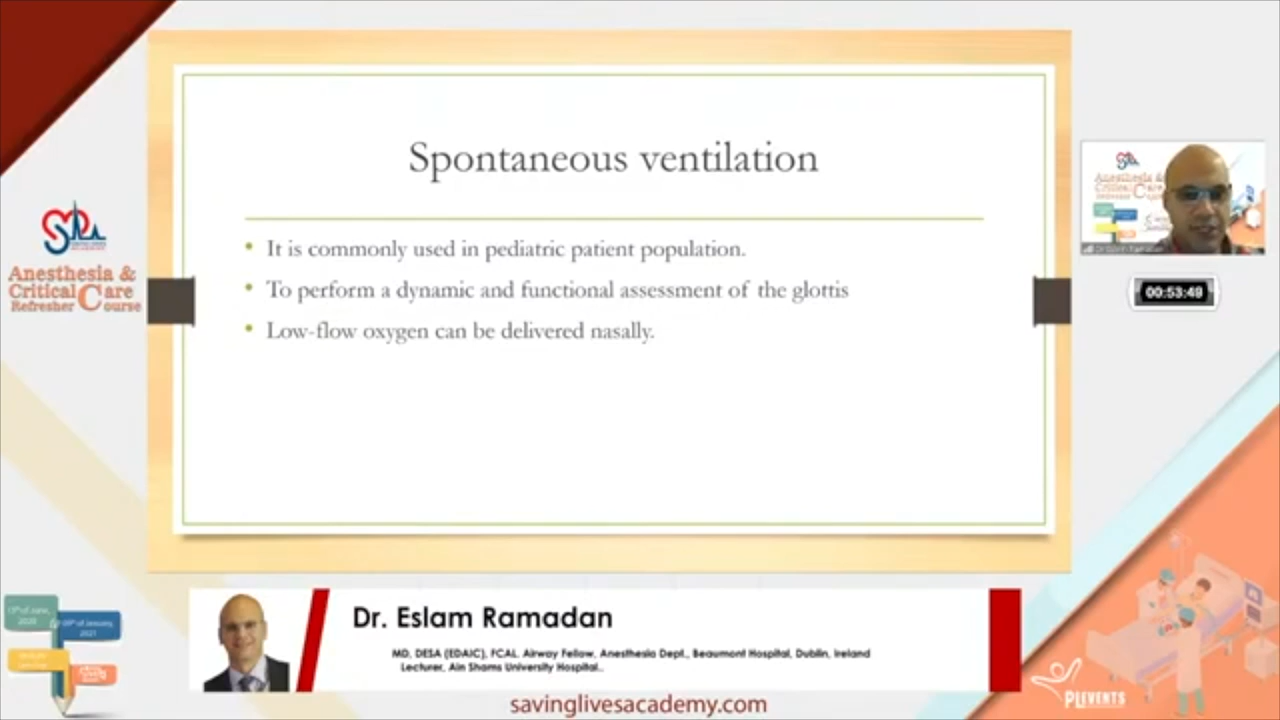 Spontaneous ventilation
• It is commonly used in pediatric patient population.
• To perform a dynamic and functional assessment of the glottis
• Low-flow oxygen can be delivered nasally.
Anesthesia &
Critical Care
Refresher Course
00:53:49
Dr. Eslam Ramadan
MD, DESA (EDAIC), FCAI. Airway Fellow, Anesthesia Dept., Beaumont Hospital, Dublin, Ireland
Lecturer, Ain Shams University Hospital..
savinglivesacademy.com
PLEVENTS